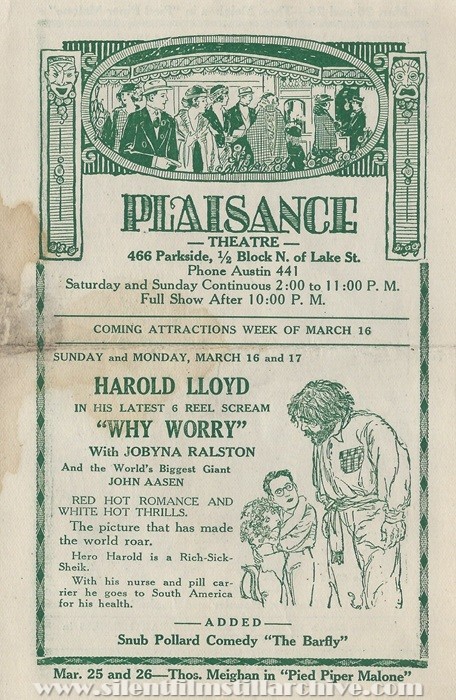 PLAISANCE
— THEATRE —
466 Parkside, ½ Block N. of Lake St.
Phone Austin 441
Saturday and Sunday Continuous 2:00 to 11:00 P. M.
Full Show After 10:00 P. M.
COMING ATTRACTIONS WEEK OF MARCH 16
SUNDAY and MONDAY, MARCH 16 and 17
HAROLD LLOYD
IN HIS LATEST 6 REEL SCREAM
"WHY WORRY"
With JOBYNA RALSTON
And the World's Biggest Giant
JOHN AASEN
RED HOT ROMANCE AND
WHITE HOT THRILLS.
The picture that has made
the world roar.
Hero Harold is a Rich-Sick-
Sheik.
With his nurse and pill car-
rier he goes to South America
for his health.
— ADDED —
Snub Pollard Comedy "The Barfly"
Mar. 25 and 26—Thos. Meighan in "Pied Piper Malone"
www.silentfilmstillarchive.com